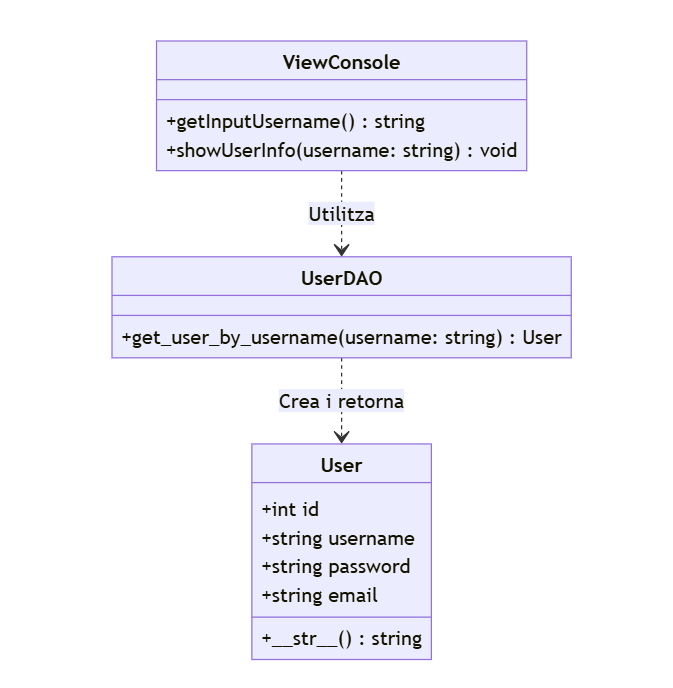 ViewConsole
+getInputUsername() : string
+showUserInfo(username: string) : void
Utilitza
UserDAO
+get_user_by_username(username: string) : User
Crea i retorna
User
+int id
+string username
+string password
+string email
+__str__() : string